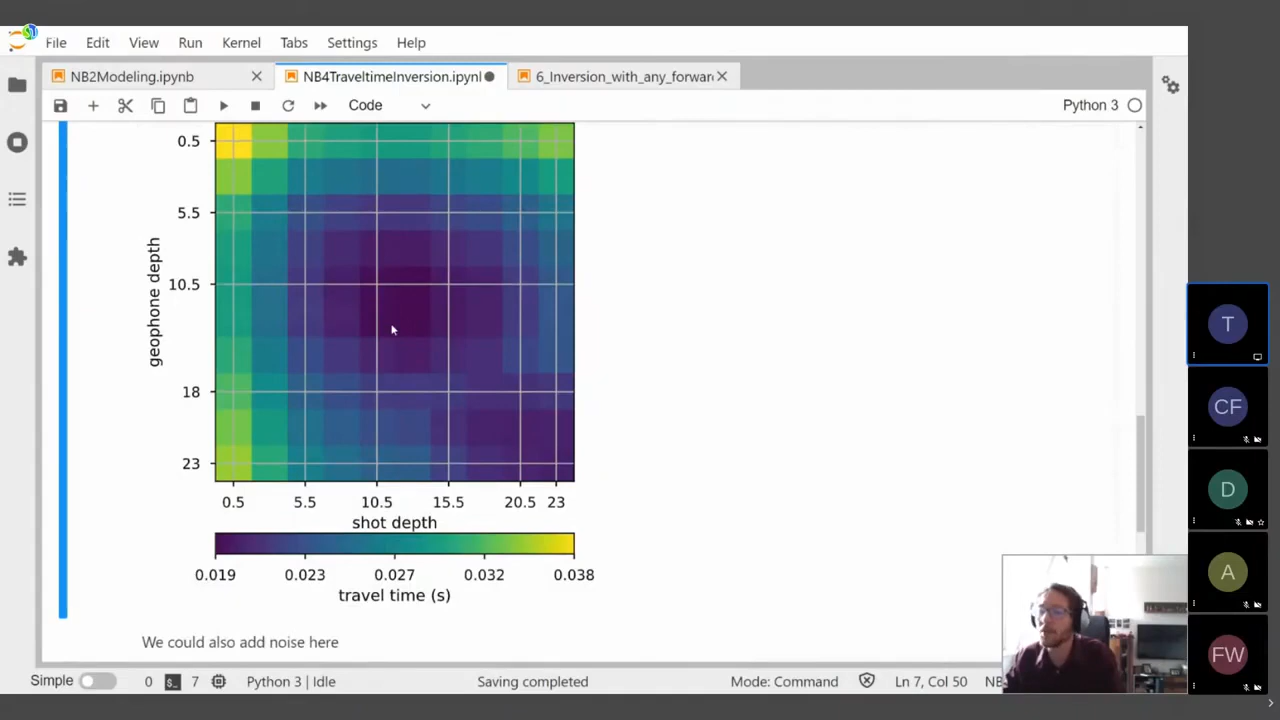 File Edit View Run Kernel Tabs Settings Help
NB2Modeling.ipynb
NB4TraveltimeInversion.ipynl
6_Inversion_with_any_forwar
Code
Python 3
0.5
5.5
10.5
18
23
geophone depth
0.5 5.5 10.5 15.5 20.5 23
shot depth
0.019 0.023 0.027 0.032 0.038
travel time (s)
We could also add noise here
Simple 0 7 Python 3 | Idle Saving completed Mode: Command Ln 7, Col 50 NB
T
CF
D
A
FW